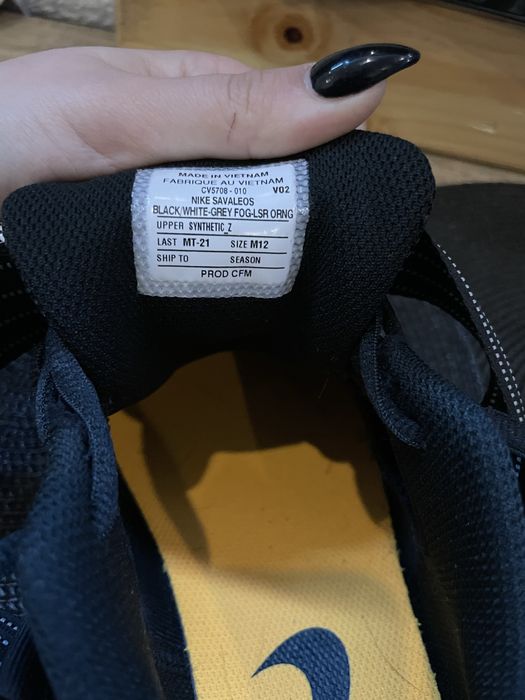 MADE IN VIETNAM
FABRIQUE AU VIETNAM
CV5708 - 010 V02
NIKE SAVALEOS
BLACK/WHITE-GREY FOG-LSR ORNG
UPPER SYNTHETIC_Z
LAST MT-21 SIZE M12
SHIP TO SEASON
PROD CFM